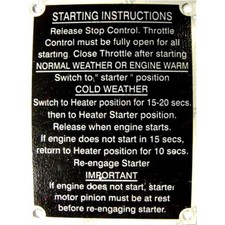 STARTING INSTRUCTIONS
Release Stop Control. Throttle
Control must be fully open for all
starting. Close Throttle after starting
NORMAL WEATHER OR ENGINE WARM
Switch to," starter " position
COLD WEATHER
Switch to Heater position for 15-20 secs.
then to Heater Starter position.
Release when engine starts.
If engine does not start in 15 secs,
return to Heater position for 10 secs.
Re-engage Starter
IMPORTANT
If engine does not start, starter
motor pinion must be at rest
before re-engaging starter.